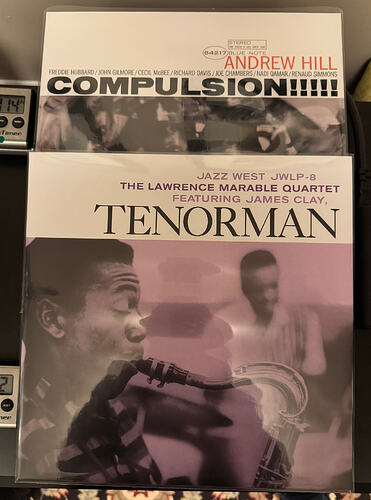 STEREO
84217 BLUE NOTE
ANDREW HILL
FREDDIE HUBBARD/JOHN GILMORE/CECIL McBEE/RICHARD DAVIS/JOE CHAMBERS/NADI QAMAR/RENAUD SIMMONS
COMPULSION!!!!!
JAZZ WEST JWLP-8
THE LAWRENCE MARABLE QUARTET
FEATURING JAMES CLAY,
TENORMAN